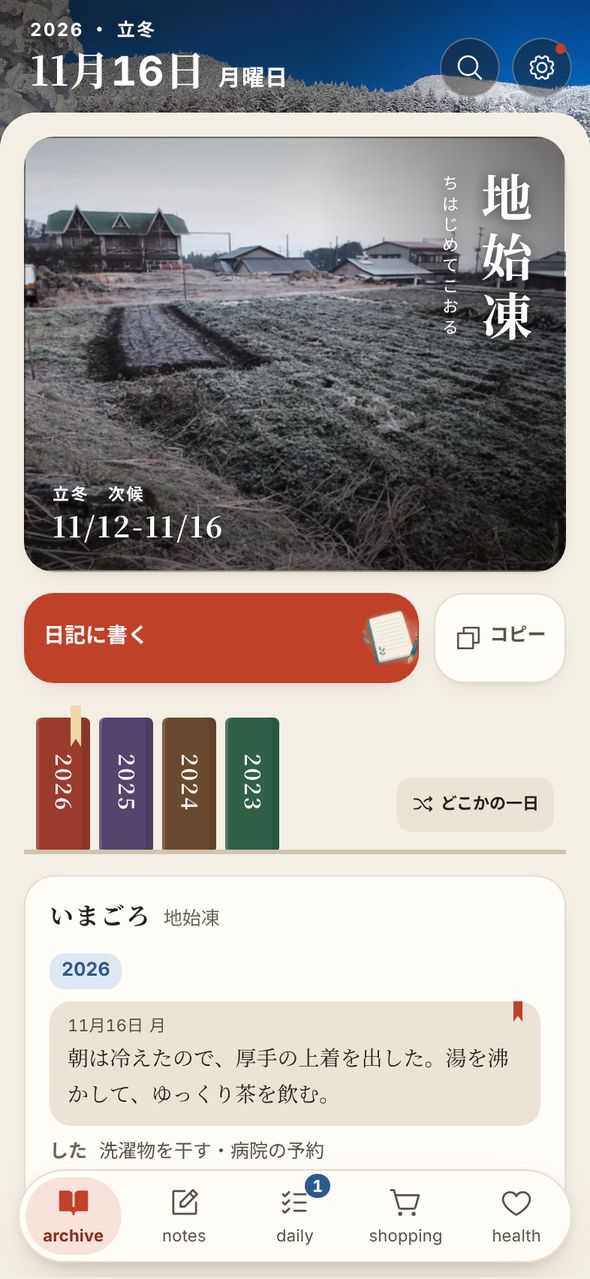 2026 ・ 立冬
11月16日 月曜日
地始凍
ちはじめてこおる
立冬 次候
11/12-11/16
日記に書く
コピー
2026
2025
2024
2023
どこかの一日
いまごろ 地始凍
2026
11月16日 月
朝は冷えたので、厚手の上着を出した。湯を沸
かして、ゆっくり茶を飲む。
した 洗濯物を干す・病院の予約
1
archive
notes
daily
shopping
health